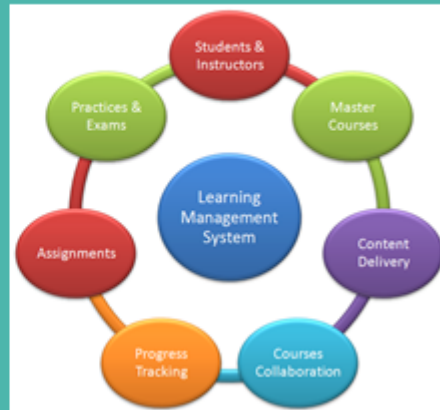 Students &
Instructors
Master
Courses
Content
Delivery
Courses
Collaboration
Progress
Tracking
Assignments
Practices &
Exams
Learning
Management
System